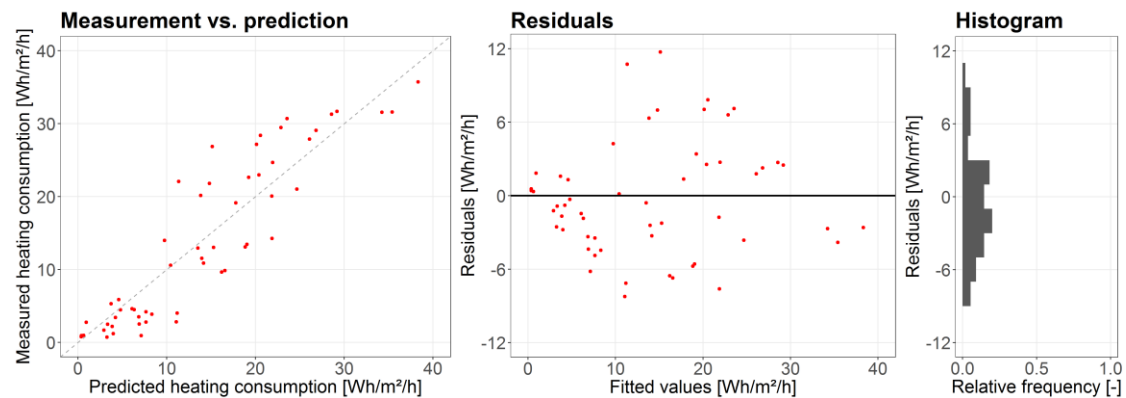 Measurement vs. prediction
Measured heating consumption [Wh/m²/h]
40
30
20
10
0
0 10 20 30 40
Predicted heating consumption [Wh/m²/h]
Residuals
Residuals [Wh/m²/h]
12
6
0
-6
-12
0 10 20 30 40
Fitted values [Wh/m²/h]
Histogram
Residuals [Wh/m²/h]
12
6
0
-6
-12
0.0 0.5 1.0
Relative frequency [-]